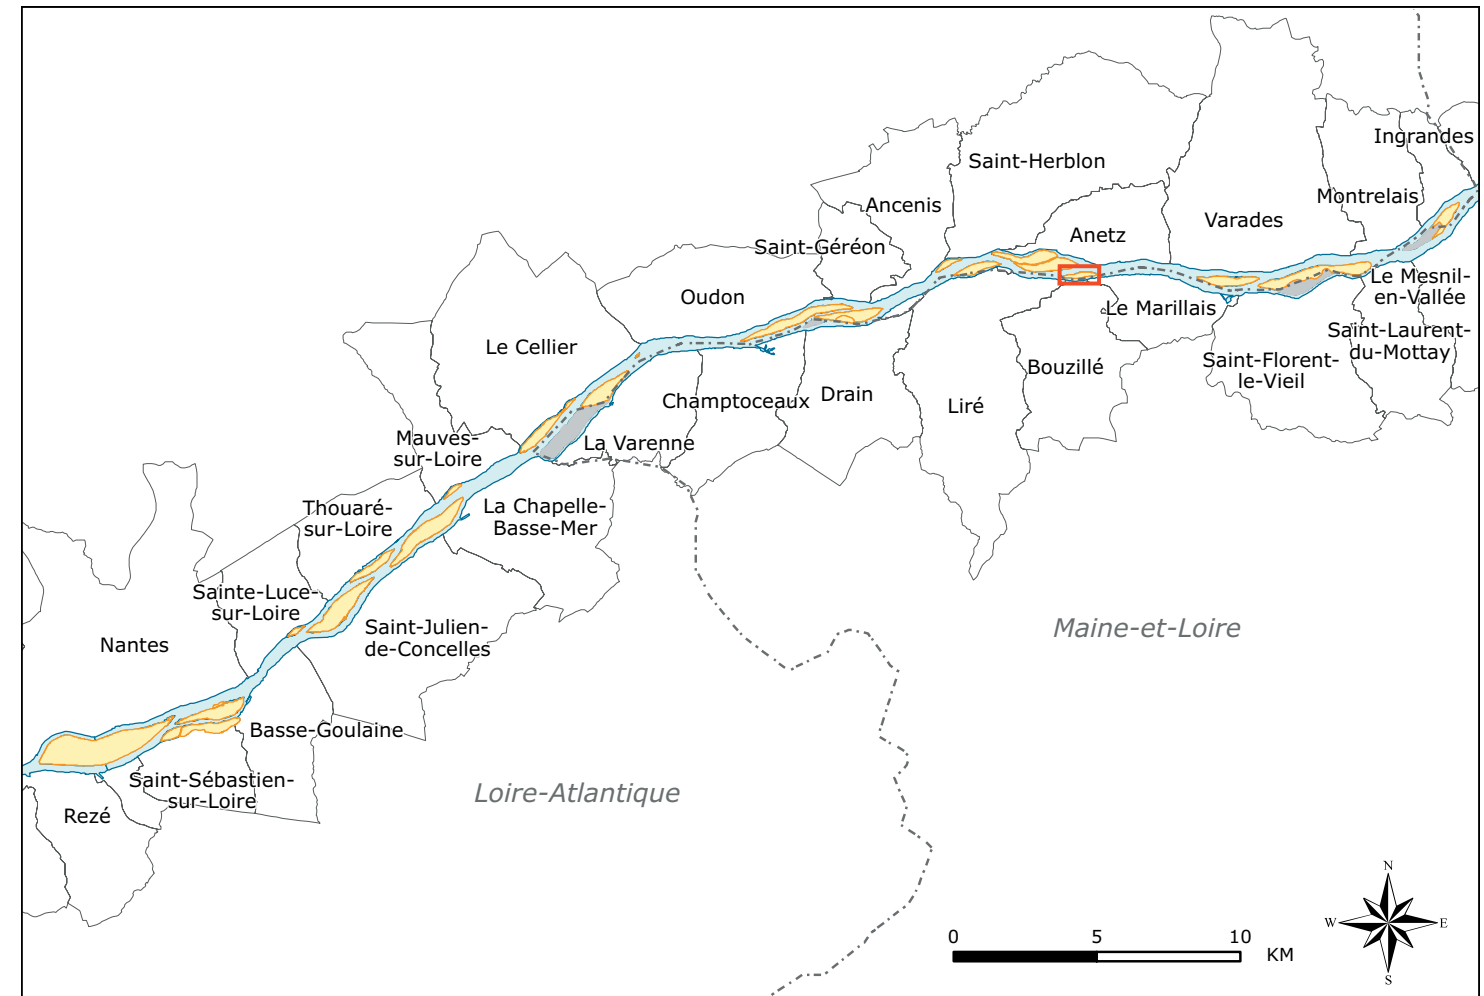 Ingrandes
Saint-Herblon
Montrelais
Ancenis
Varades
Anetz
Saint-Géréon
Le Mesnil-
en-Vallée
Oudon
Le Marillais
Saint-Laurent-
du-Mottay
Le Cellier
Saint-Florent-
le-Vieil
Bouzillé
Champtoceaux
Drain
Liré
Mauves-
sur-Loire
La Varenne
Thouaré-
sur-Loire
La Chapelle-
Basse-Mer
Sainte-Luce-
sur-Loire
Saint-Julien-
de-Concelles
Maine-et-Loire
Nantes
Basse-Goulaine
Saint-Sébastien-
sur-Loire
Loire-Atlantique
Rezé
N
W
E
S
0 5 10
KM